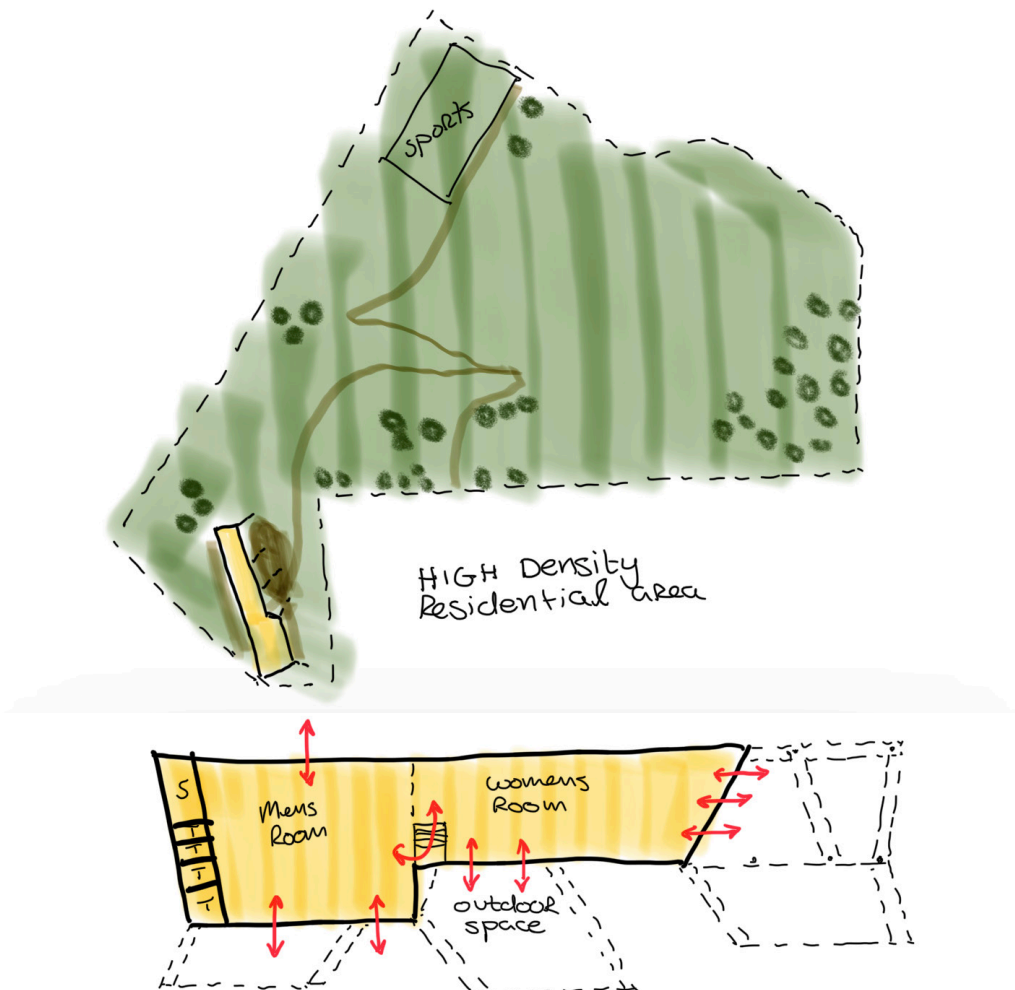 sports
HIGH Density
Residential area
S
Mens
Room
womens
Room
T
T
T
T
outdoor
space